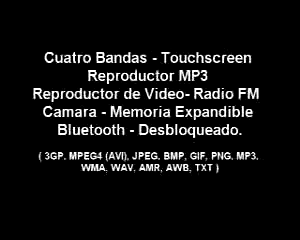 Cuatro Bandas - Touchscreen
Reproductor MP3
Reproductor de Video- Radio FM
Camara - Memoria Expandible
Bluetooth - Desbloqueado.
( 3GP, MPEG4 (AVI), JPEG, BMP, GIF, PNG, MP3,
WMA, WAV, AMR, AWB, TXT )